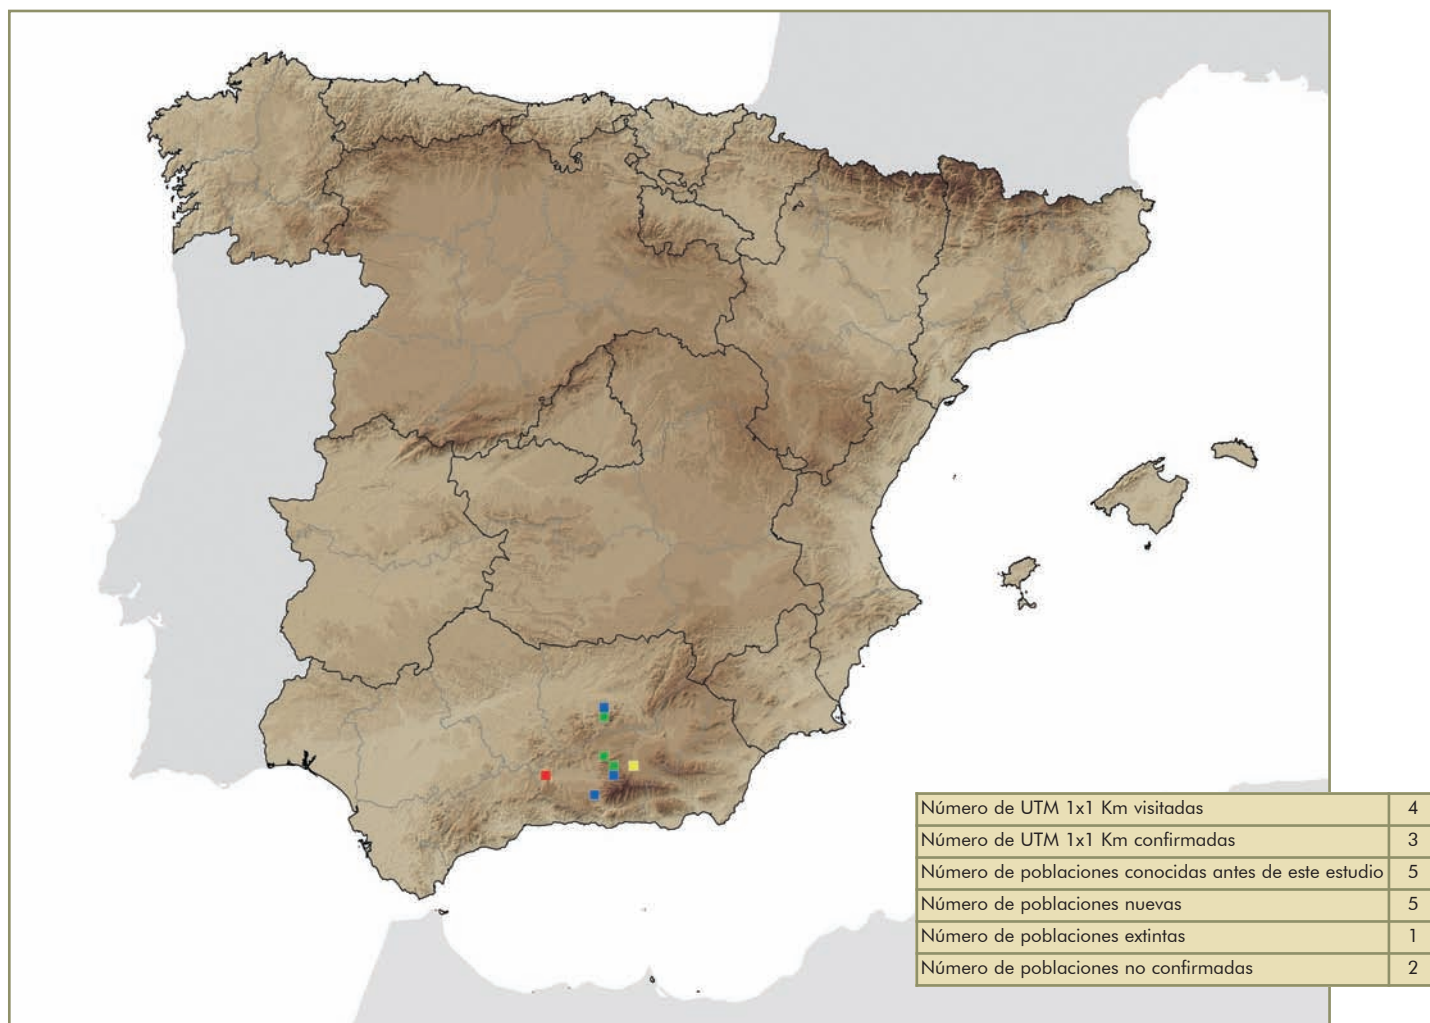 Número de UTM 1x1 Km visitadas 4
Número de UTM 1x1 Km confirmadas 3
Número de poblaciones conocidas antes de este estudio 5
Número de poblaciones nuevas 5
Número de poblaciones extintas 1
Número de poblaciones no confirmadas 2